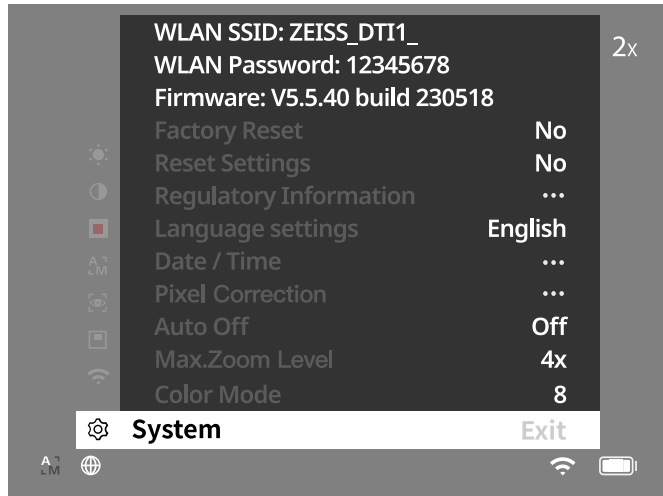 WLAN SSID: ZEISS_DTI1_
2x
WLAN Password: 12345678
Firmware: V5.5.40 build 230518
Factory Reset No
Reset Settings No
Regulatory Information ...
Language settings English
Date / Time ...
Pixel Correction ...
Auto Off Off
Max.Zoom Level 4x
Color Mode 8
System Exit
A M
A M